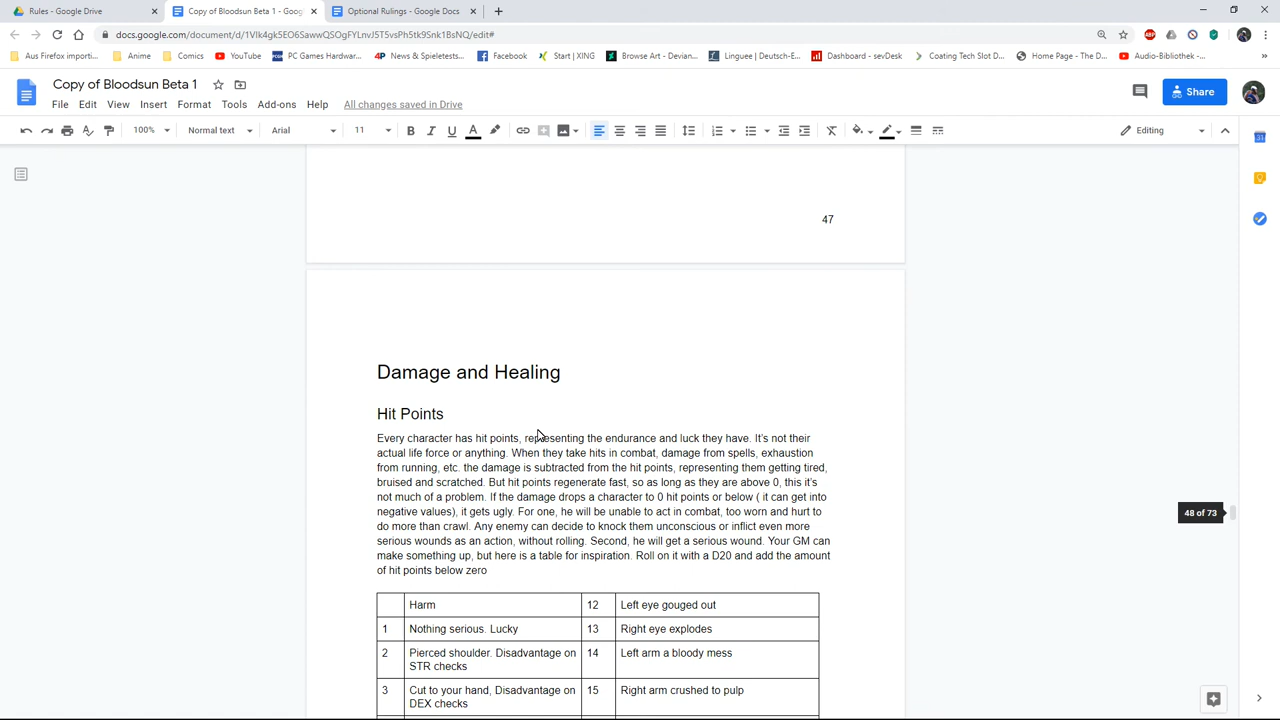 Rules - Google Drive
Copy of Bloodsun Beta 1 - Goog
Optional Rulings - Google Docs
docs.google.com/document/d/1Vlk4gk5EO6SawwQSOgFYLnvJ5T5vsPh5tk9Snk1BsNQ/edit#
Aus Firefox importi...
Anime
Comics
YouTube
PC Games Hardwar...
4P News & Spieletests...
Facebook
Start | XING
Browse Art - Devian...
Linguee | Deutsch-E...
Dashboard - sevDesk
Coating Tech Slot D...
Home Page - The D...
Audio-Bibliothek -...
Copy of Bloodsun Beta 1
File Edit View Insert Format Tools Add-ons Help All changes saved in Drive
Share
100% Normal text Arial 11 B I U A Editing
47
Damage and Healing
Hit Points
Every character has hit points, representing the endurance and luck they have. It's not their
actual life force or anything. When they take hits in combat, damage from spells, exhaustion
from running, etc. the damage is subtracted from the hit points, representing them getting tired,
bruised and scratched. But hit points regenerate fast, so as long as they are above 0, this it's
not much of a problem. If the damage drops a character to 0 hit points or below ( it can get into
negative values), it gets ugly. For one, he will be unable to act in combat, too worn and hurt to
do more than crawl. Any enemy can decide to knock them unconscious or inflict even more
serious wounds as an action, without rolling. Second, he will get a serious wound. Your GM can
make something up, but here is a table for inspiration. Roll on it with a D20 and add the amount
of hit points below zero
48 of 73
Harm 12 Left eye gouged out
1 Nothing serious. Lucky 13 Right eye explodes
2 Pierced shoulder. Disadvantage on STR checks 14 Left arm a bloody mess
3 Cut to your hand, Disadvantage on DEX checks 15 Right arm crushed to pulp